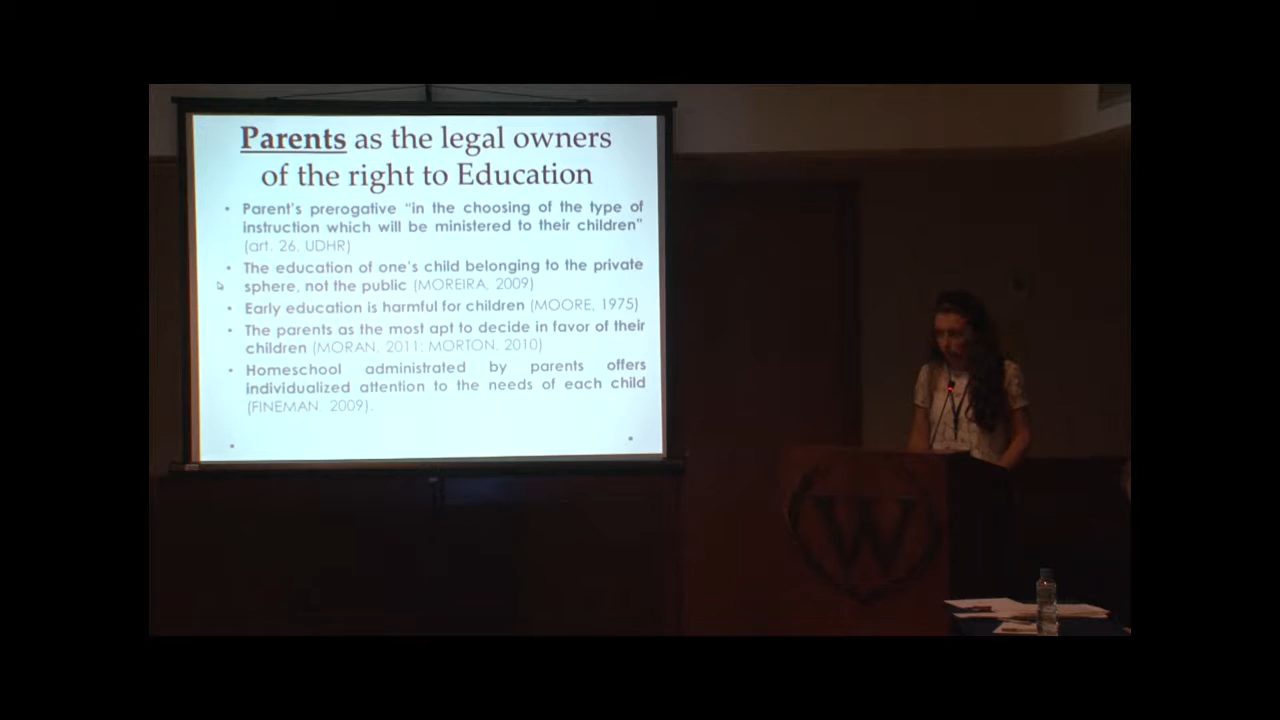 Parents as the legal owners
of the right to Education
• Parent's prerogative "in the choosing of the type of
instruction which will be ministered to their children"
(art. 26, UDHR)
• The education of one's child belonging to the private
sphere, not the public (MOREIRA, 2009)
• Early education is harmful for children (MOORE, 1975)
• The parents as the most apt to decide in favor of their
children (MORAN, 2011; MORTON, 2010)
• Homeschool administrated by parents offers
individualized attention to the needs of each child
(FINEMAN, 2009).
W